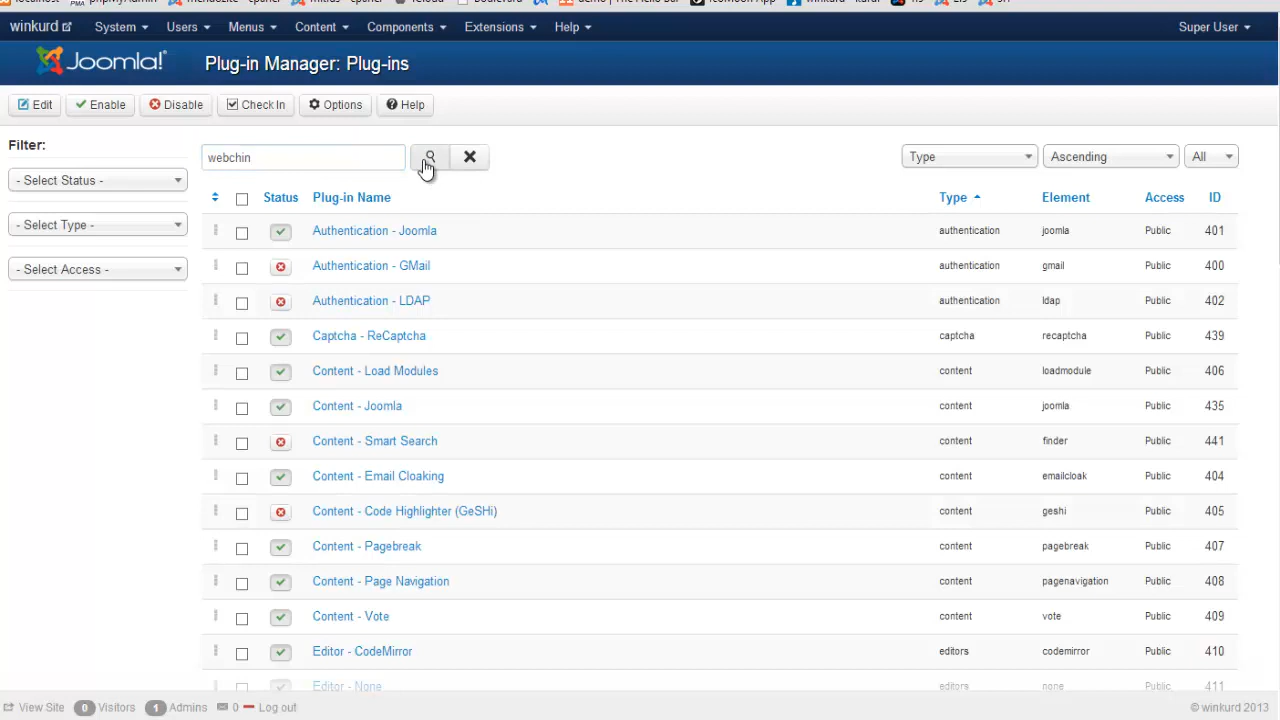 winkurd System Users Menus Content Components Extensions Help Super User
Joomla! Plug-in Manager: Plug-ins
Edit Enable Disable Check In Options Help
Filter:
webchin Type Ascending All
- Select Status -
Status Plug-in Name Type Element Access ID
- Select Type -
Authentication - Joomla authentication joomla Public 401
- Select Access -
Authentication - GMail authentication gmail Public 400
Authentication - LDAP authentication ldap Public 402
Captcha - ReCaptcha captcha recaptcha Public 439
Content - Load Modules content loadmodule Public 406
Content - Joomla content joomla Public 435
Content - Smart Search content finder Public 441
Content - Email Cloaking content emailcloak Public 404
Content - Code Highlighter (GeSHi) content geshi Public 405
Content - Pagebreak content pagebreak Public 407
Content - Page Navigation content pagenavigation Public 408
Content - Vote content vote Public 409
Editor - CodeMirror editors codemirror Public 410
Editor - None editors none Public 411
View Site 0 Visitors 1 Admins 0 Log out © winkurd 2013